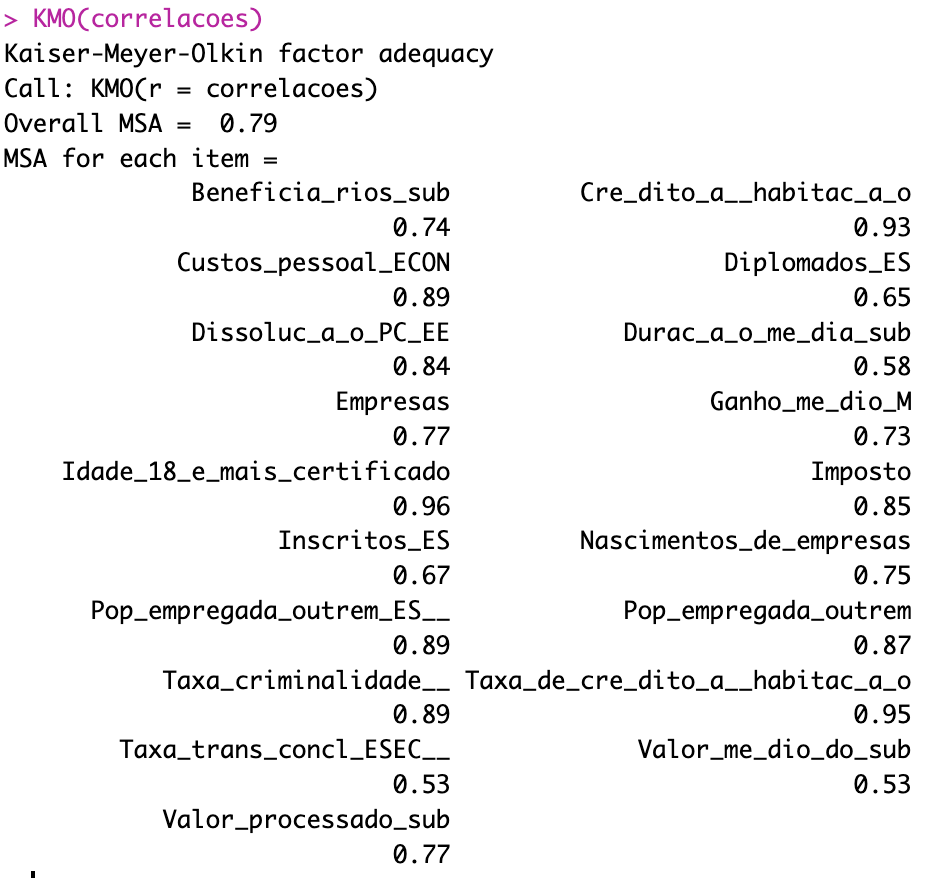 > KMO(correlacoes)
Kaiser-Meyer-Olkin factor adequacy
Call: KMO(r = correlacoes)
Overall MSA =  0.79
MSA for each item = 
            Beneficia_rios_sub         Cre_dito_a__habitac_a_o
                          0.74                            0.93
           Custos_pessoal_ECON                   Diplomados_ES
                          0.89                            0.65
            Dissoluc_a_o_PC_EE            Durac_a_o_me_dia_sub
                          0.84                            0.58
                      Empresas                  Ganho_me_dio_M
                          0.77                            0.73
   Idade_18_e_mais_certificado                         Imposto
                          0.96                            0.85
                  Inscritos_ES         Nascimentos_de_empresas
                          0.67                            0.75
     Pop_empregada_outrem_ES__            Pop_empregada_outrem
                          0.89                            0.87
          Taxa_criminalidade__ Taxa_de_cre_dito_a__habitac_a_o
                          0.89                            0.95
       Taxa_trans_concl_ESEC__             Valor_me_dio_do_sub
                          0.53                            0.53
          Valor_processado_sub
                          0.77